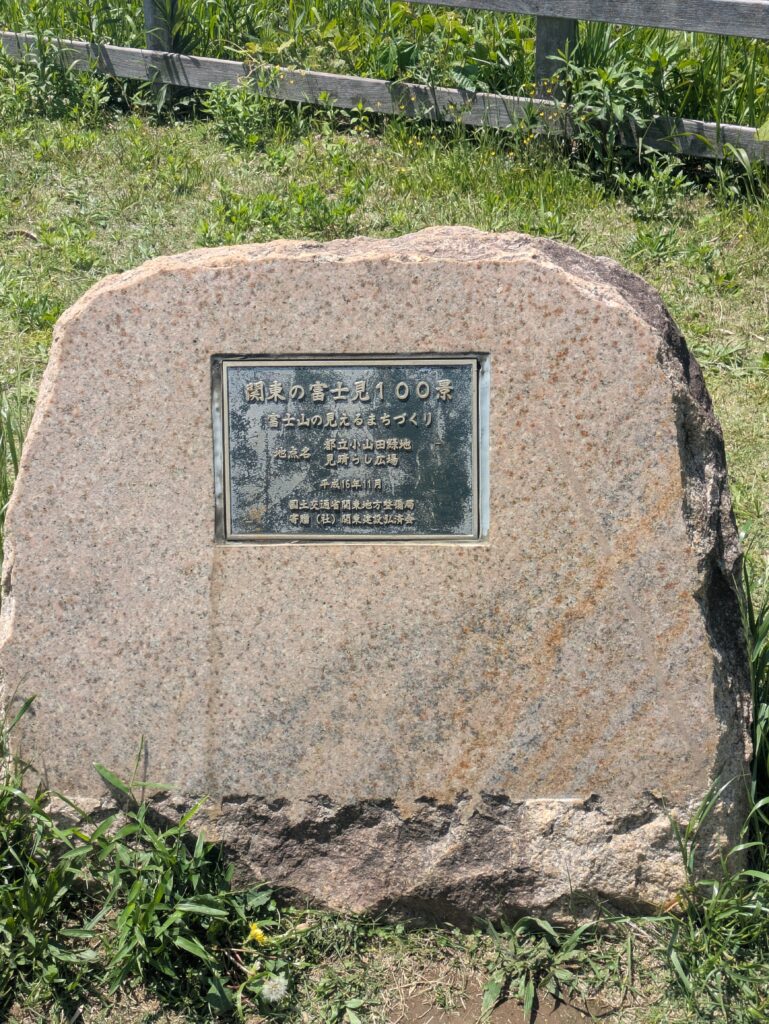 関東の富士見100景
富士山の見えるまちづくり
地点名 都立小山田緑地
見晴らし広場
平成16年11月
国土交通省関東地方整備局
寄贈（社）関東建設弘済会